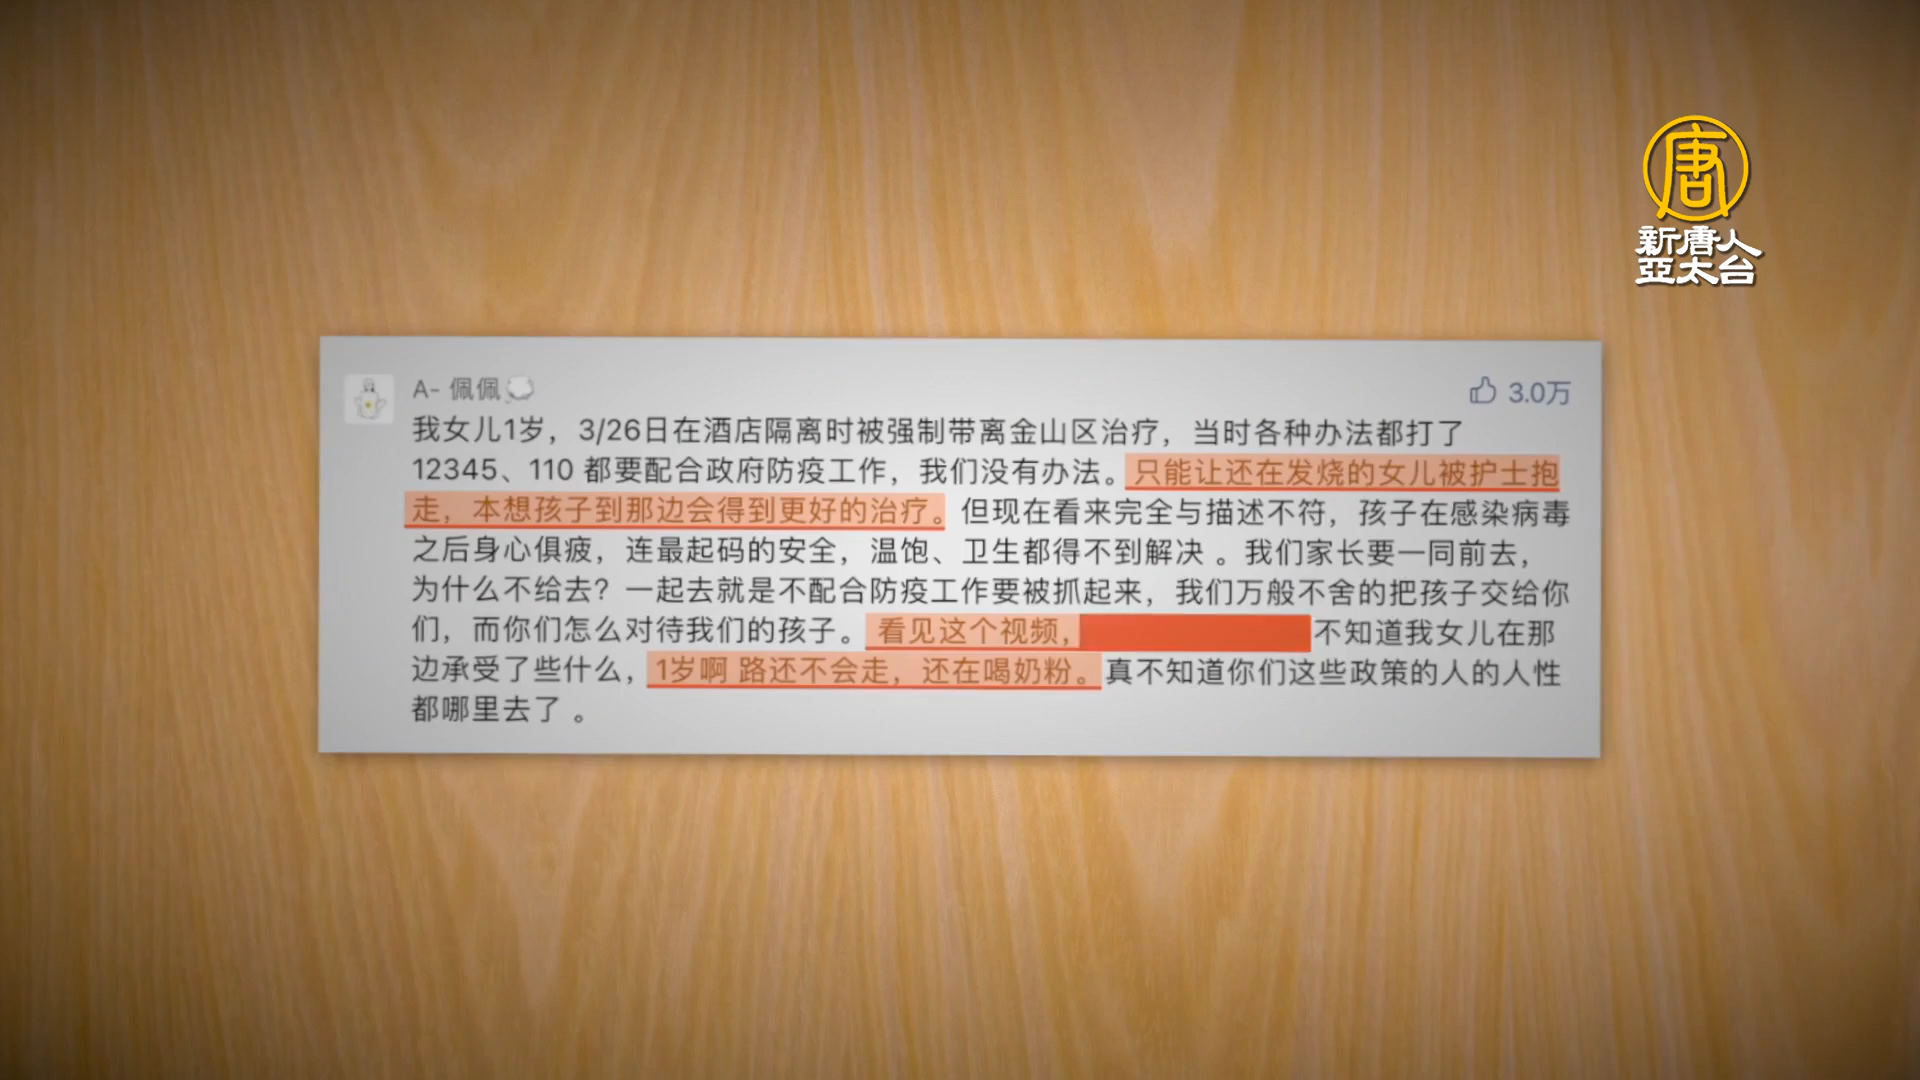 唐
新唐人
亞太台
A- 佩佩
3.0万
我女儿1岁，3/26日在酒店隔离时被强制带离金山区治疗，当时各种办法都打了
12345、110 都要配合政府防疫工作，我们没有办法。只能让还在发烧的女儿被护士抱
走，本想孩子到那边会得到更好的治疗。但现在看来完全与描述不符，孩子在感染病毒
之后身心俱疲，连最起码的安全，温饱、卫生都得不到解决 。我们家长要一同前去，
为什么不给去？一起去就是不配合防疫工作要被抓起来，我们万般不舍的把孩子交给你
们，而你们怎么对待我们的孩子。看见这个视频，不知道我女儿在那
边承受了些什么，1岁啊 路还不会走，还在喝奶粉。真不知道你们这些政策的人的人性
都哪里去了 。